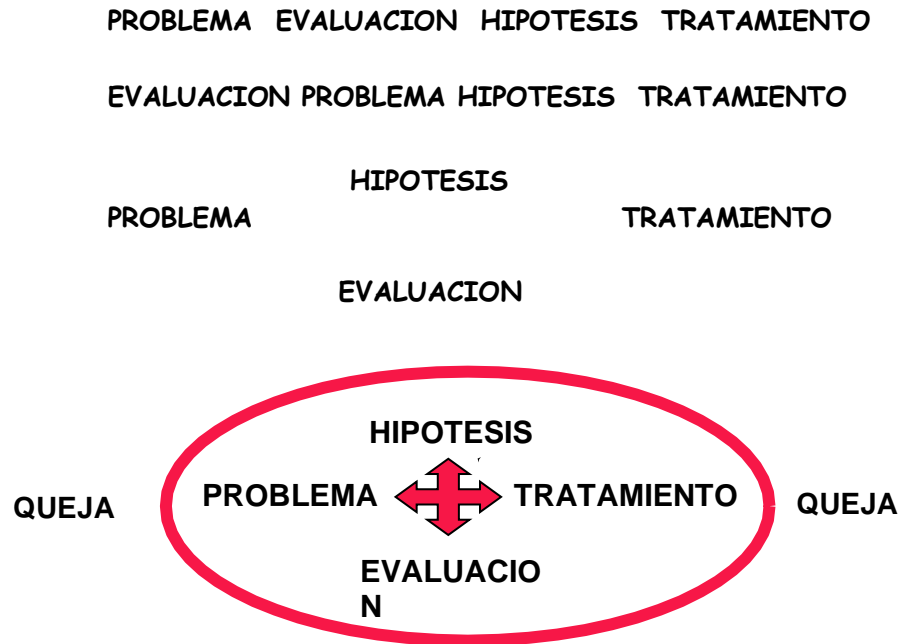 PROBLEMA EVALUACION HIPOTESIS TRATAMIENTO
EVALUACION PROBLEMA HIPOTESIS TRATAMIENTO
HIPOTESIS
PROBLEMA TRATAMIENTO
EVALUACION
HIPOTESIS
QUEJA PROBLEMA TRATAMIENTO QUEJA
EVALUACIO
N